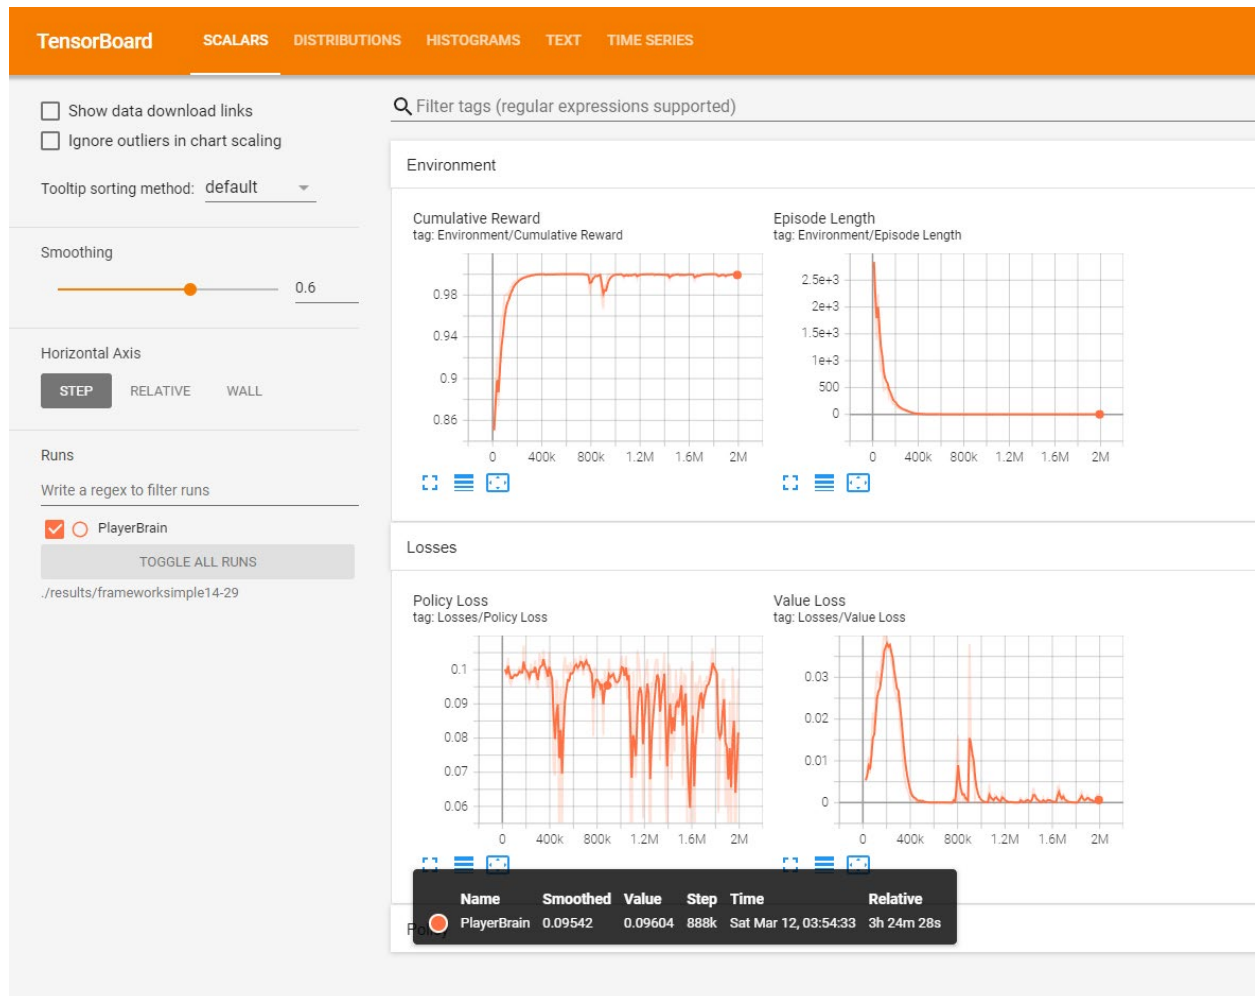 TensorBoard SCALARS DISTRIBUTIONS HISTOGRAMS TEXT TIME SERIES
Show data download links
Ignore outliers in chart scaling
Tooltip sorting method: default
Smoothing
0.6
Horizontal Axis
STEP RELATIVE WALL
Runs
Write a regex to filter runs
PlayerBrain
TOGGLE ALL RUNS
./results/frameworksimple14-29
Filter tags (regular expressions supported)
Environment
Cumulative Reward
tag: Environment/Cumulative Reward
0.98
0.94
0.9
0.86
0 400k 800k 1.2M 1.6M 2M
Episode Length
tag: Environment/Episode Length
2.5e+3
2e+3
1.5e+3
1e+3
500
0
0 400k 800k 1.2M 1.6M 2M
Losses
Policy Loss
tag: Losses/Policy Loss
0.1
0.09
0.08
0.07
0.06
0 400k 800k 1.2M 1.6M 2M
Value Loss
tag: Losses/Value Loss
0.03
0.02
0.01
0
0 400k 800k 1.2M 1.6M 2M
Name Smoothed Value Step Time Relative
PlayerBrain 0.09542 0.09604 888k Sat Mar 12, 03:54:33 3h 24m 28s
Policy